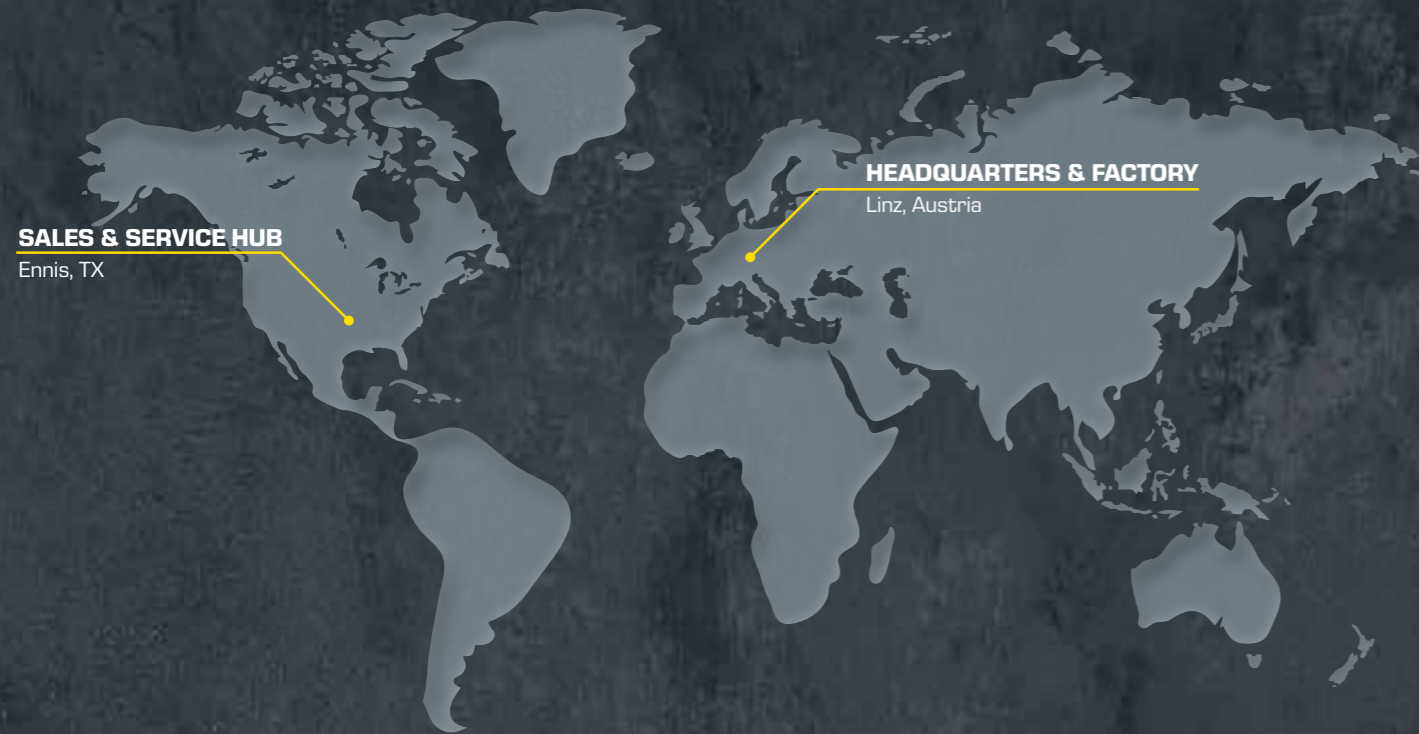 SALES & SERVICE HUB
Ennis, TX
HEADQUARTERS & FACTORY
Linz, Austria